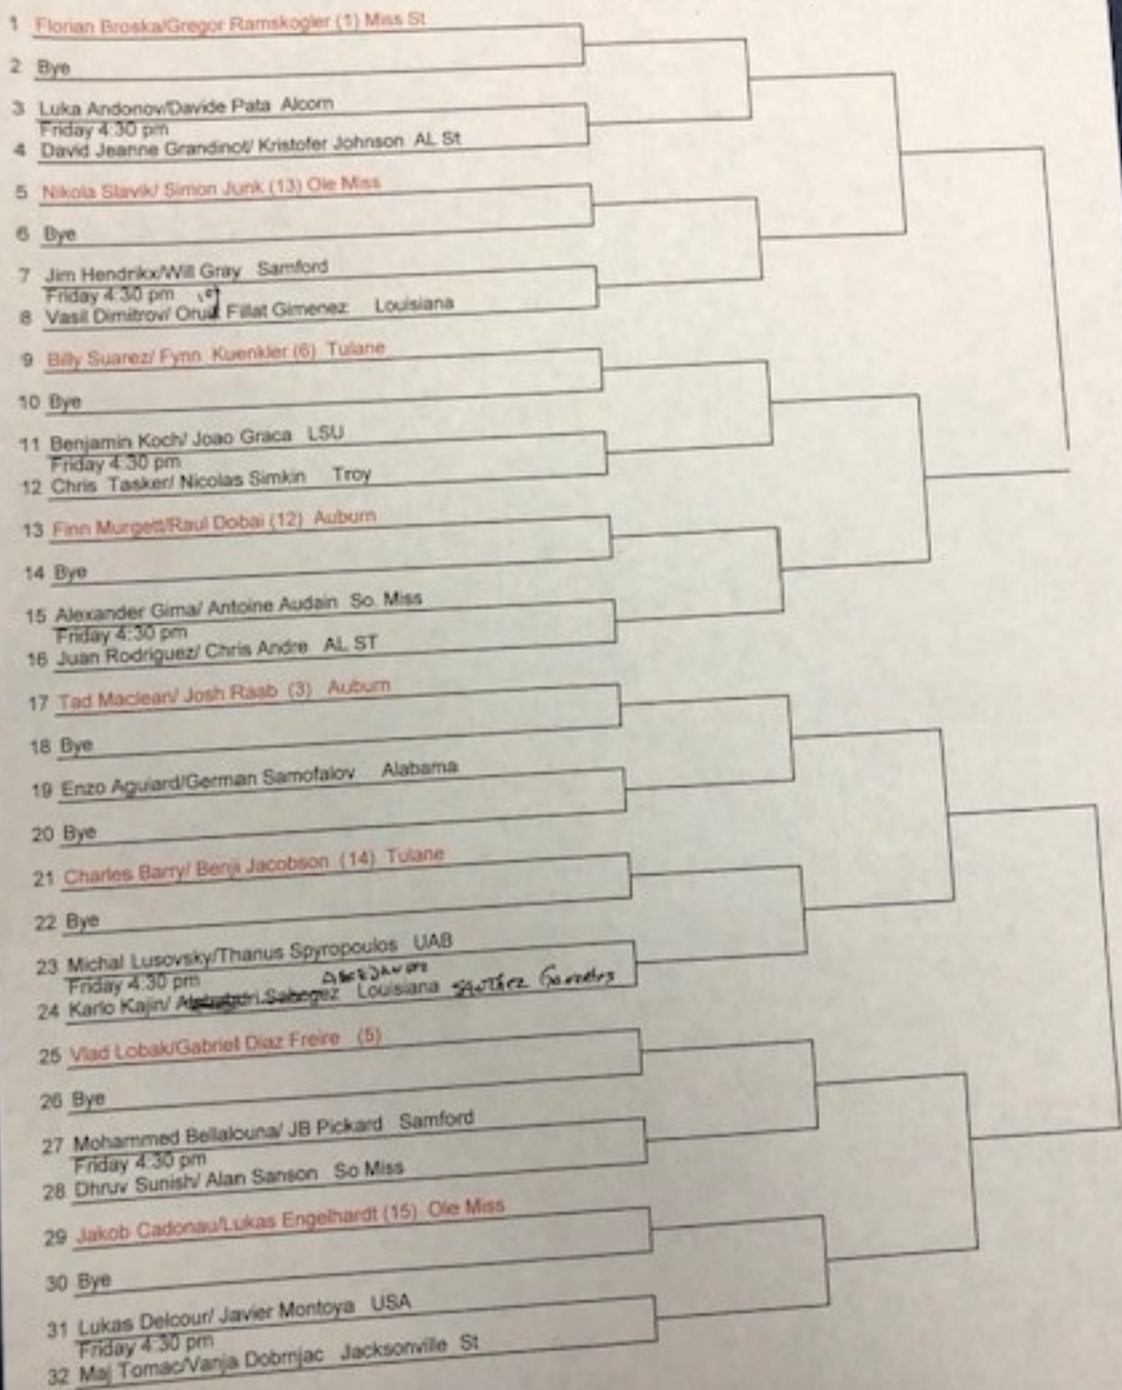 1 Florian Broska/Gregor Ramskogler (1) Miss St
2 Bye
3 Luka Andonov/Davide Pata Alcorn
Friday 4:30 pm
4 David Jeanne Grandinot/ Kristofer Johnson AL St
5 Nikola Slavik/ Simon Junk (13) Ole Miss
6 Bye
7 Jim Hendrikx/Will Gray Samford
Friday 4:30 pm
8 Vasil Dimitrov/ Fillat Gimenez Louisiana
9 Billy Suarez/ Fynn Kuenkler (6) Tulane
10 Bye
11 Benjamin Koch/ Joao Graca LSU
Friday 4:30 pm
12 Chris Tasker/ Nicolas Simkin Troy
13 Finn Murgett/Raul Dobai (12) Auburn
14 Bye
15 Alexander Gima/ Antoine Audain So. Miss
Friday 4:30 pm
16 Juan Rodriguez/ Chris Andre AL ST
17 Tad Maclean/ Josh Raab (3) Auburn
18 Bye
19 Enzo Aguiard/German Samofalov Alabama
20 Bye
21 Charles Barry/ Benji Jacobson (14) Tulane
22 Bye
23 Michal Lusovsky/Thanus Spyropoulos UAB
Friday 4:30 pm
24 Karlo Kajin/ Louisiana
25 Vlad Lobak/Gabriel Diaz Freire (5)
26 Bye
27 Mohammed Bellalouna/ JB Pickard Samford
Friday 4:30 pm
28 Dhruv Sunish/ Alan Sanson So Miss
29 Jakob Cadonau/Lukas Engelhardt (15) Ole Miss
30 Bye
31 Lukas Delcour/ Javier Montoya USA
Friday 4:30 pm
32 Maj Tomac/Vanja Dobrnjac Jacksonville St